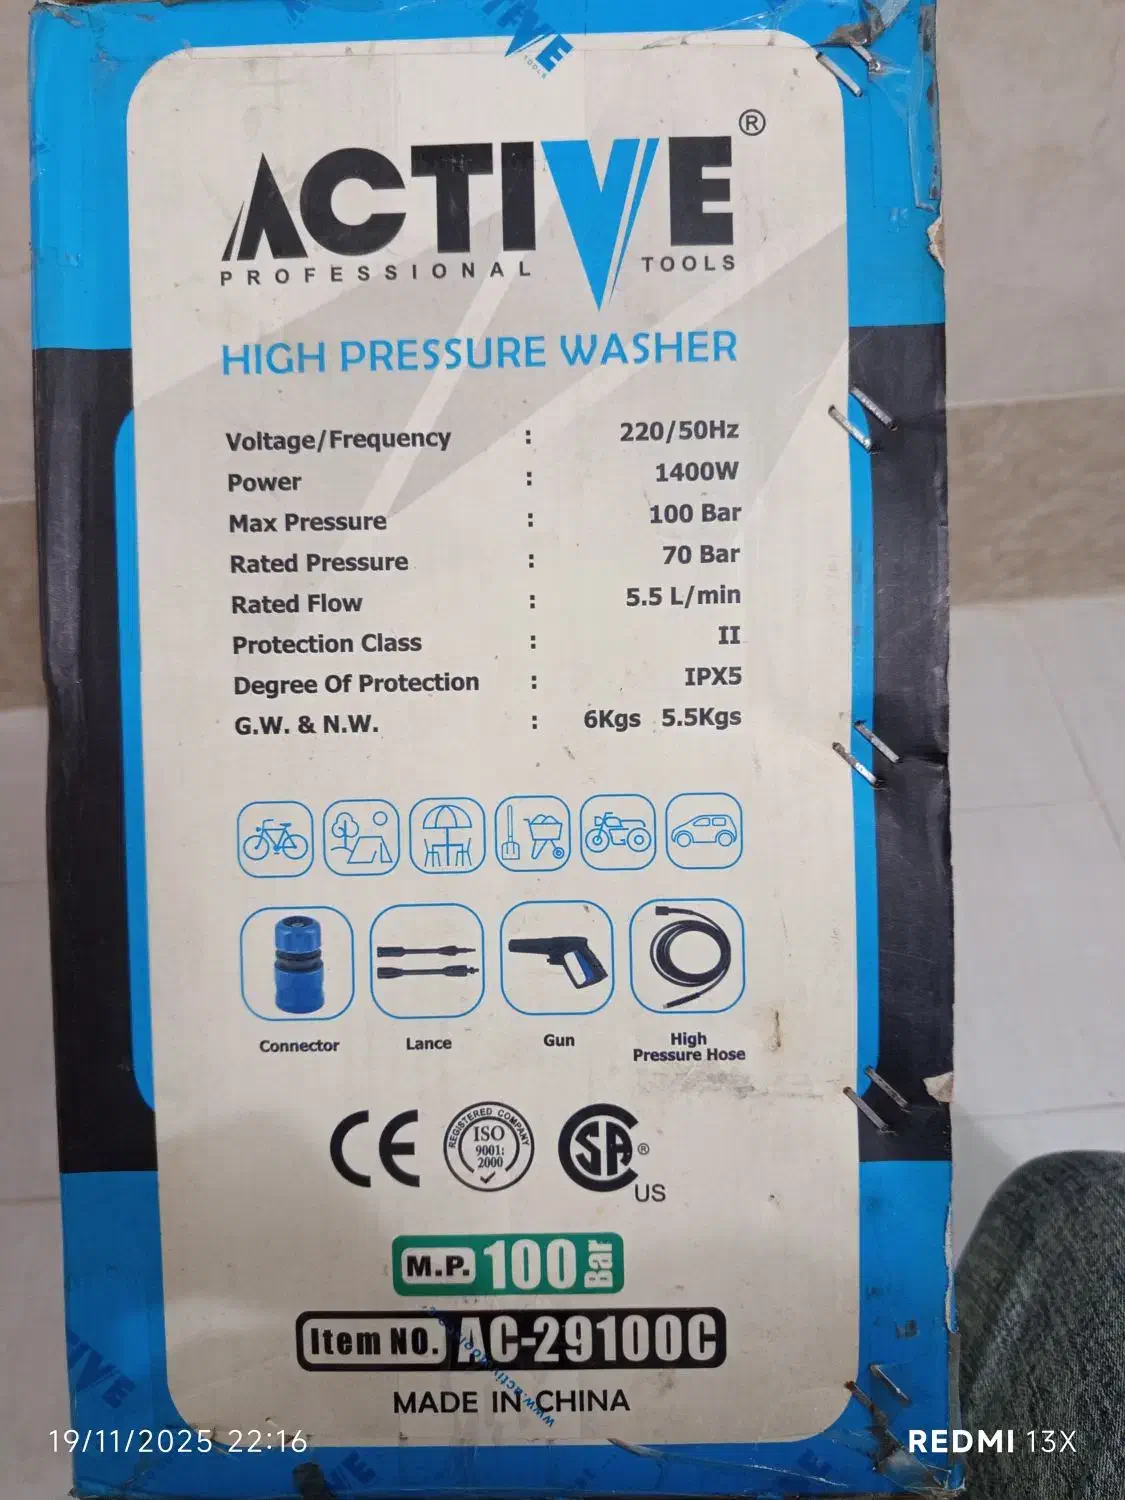 ACTIVE
TOOLS
ACTIVE®
PROFESSIONAL TOOLS
HIGH PRESSURE WASHER
Voltage/Frequency : 220/50Hz
Power : 1400W
Max Pressure : 100 Bar
Rated Pressure : 70 Bar
Rated Flow : 5.5 L/min
Protection Class : II
Degree Of Protection : IPX5
G.W. & N.W. : 6Kgs 5.5Kgs
Connector
Lance
Gun
High
Pressure Hose
CE
REGISTERED COMPANY
ISO
9001:
2000
SA®
US
M.P. 100 Bar
Item NO. AC-29100C
MADE IN CHINA
19/11/2025 22:16
REDMI 13X